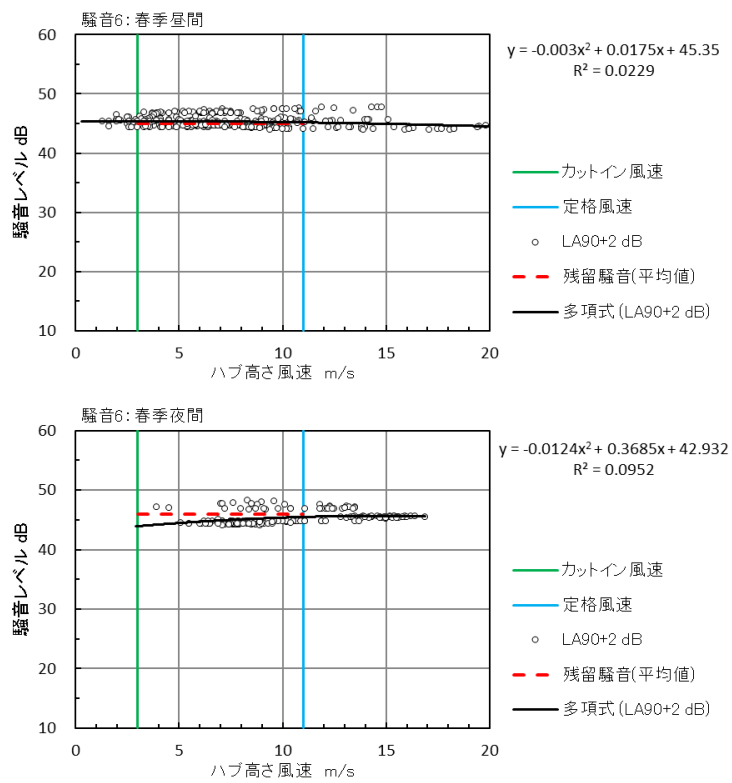 騒音6：春季昼間
60
50
40
30
20
10
0 5 10 15 20
騒音レベル dB
ハブ高さ風速 m/s
y = -0.003x² + 0.0175x + 45.35
R² = 0.0229
カットイン風速
定格風速
LA90+2 dB
残留騒音(平均値)
多項式 (LA90+2 dB)
騒音6：春季夜間
60
50
40
30
20
10
0 5 10 15 20
騒音レベル dB
ハブ高さ風速 m/s
y = -0.0124x² + 0.3685x + 42.932
R² = 0.0952
カットイン風速
定格風速
LA90+2 dB
残留騒音(平均値)
多項式 (LA90+2 dB)